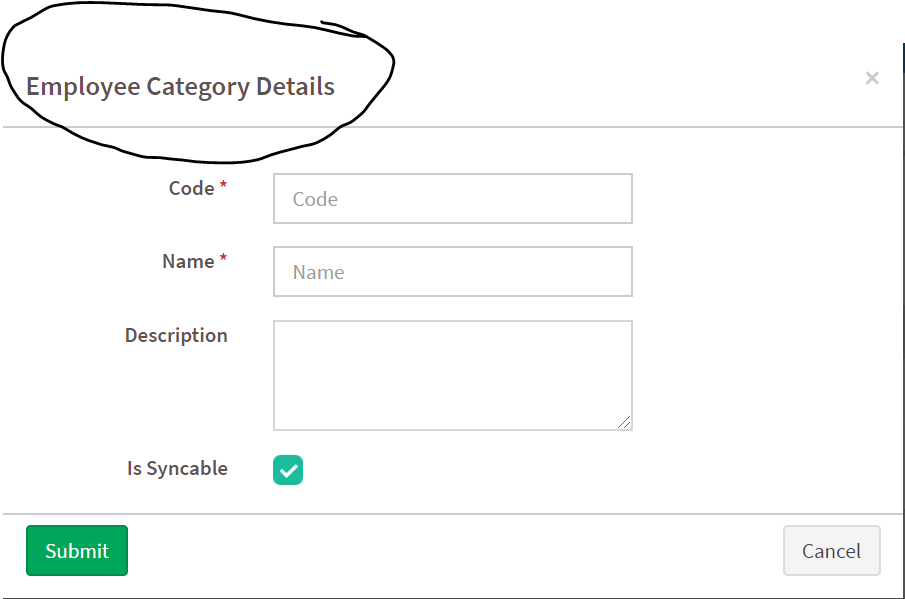 Employee Category Details
×
Code *
Code
Name *
Name
Description
Is Syncable
Submit
Cancel